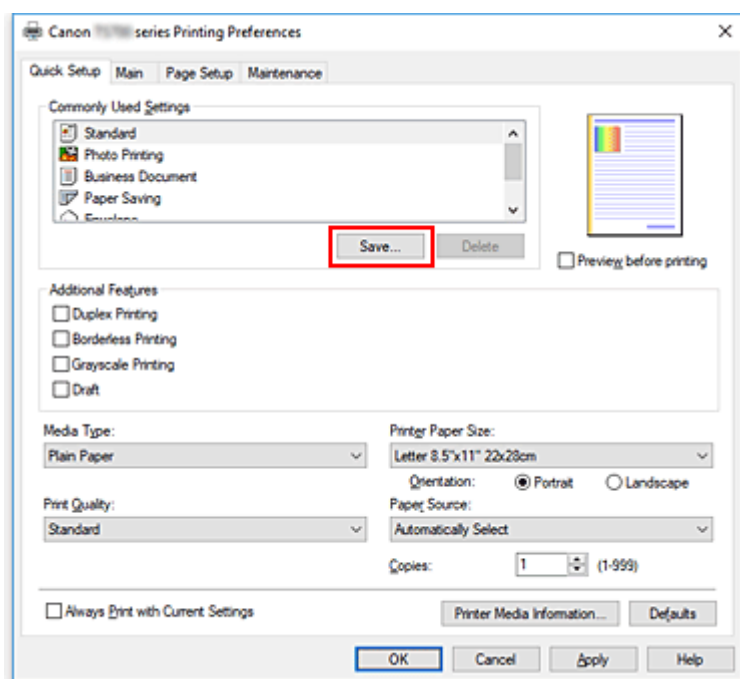 Canon series Printing Preferences
Quick Setup Main Page Setup Maintenance
Commonly Used Settings
Standard
Photo Printing
Business Document
Paper Saving
Envelope
Save... Delete
Preview before printing
Additional Features
Duplex Printing
Borderless Printing
Grayscale Printing
Draft
Media Type:
Plain Paper
Printer Paper Size:
Letter 8.5"x11" 22x28cm
Orientation: Portrait Landscape
Print Quality:
Standard
Paper Source:
Automatically Select
Copies: 1 (1-999)
Always Print with Current Settings
Printer Media Information... Defaults
OK Cancel Apply Help